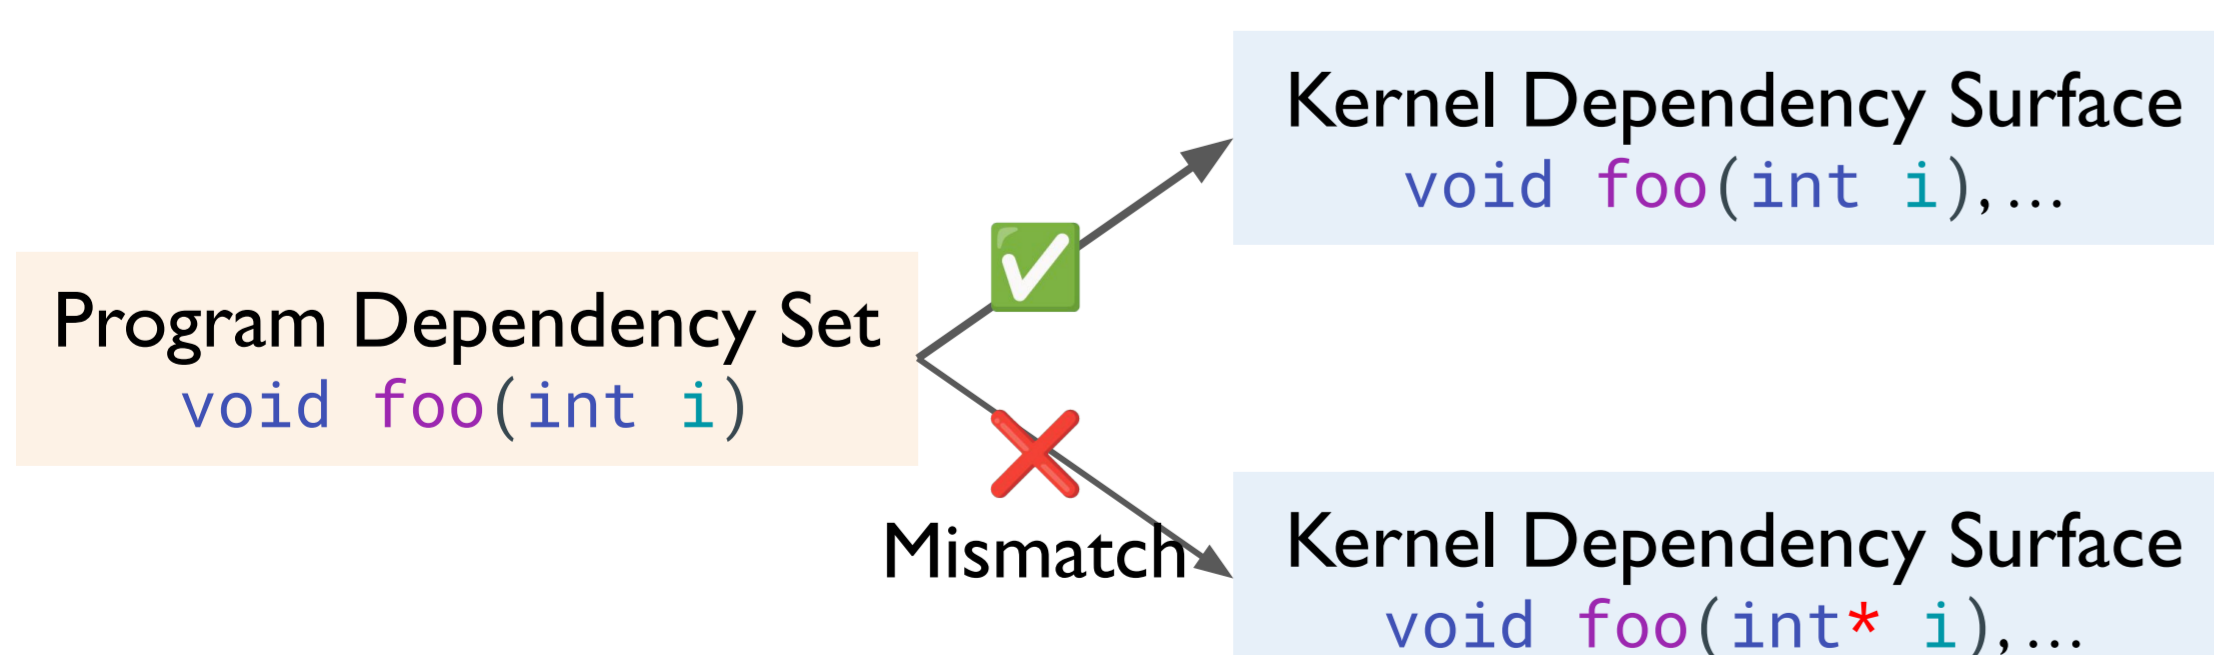 Kernel Dependency Surface
void foo(int i),...
Program Dependency Set
void foo(int i)
Mismatch
Kernel Dependency Surface
void foo(int* i),...